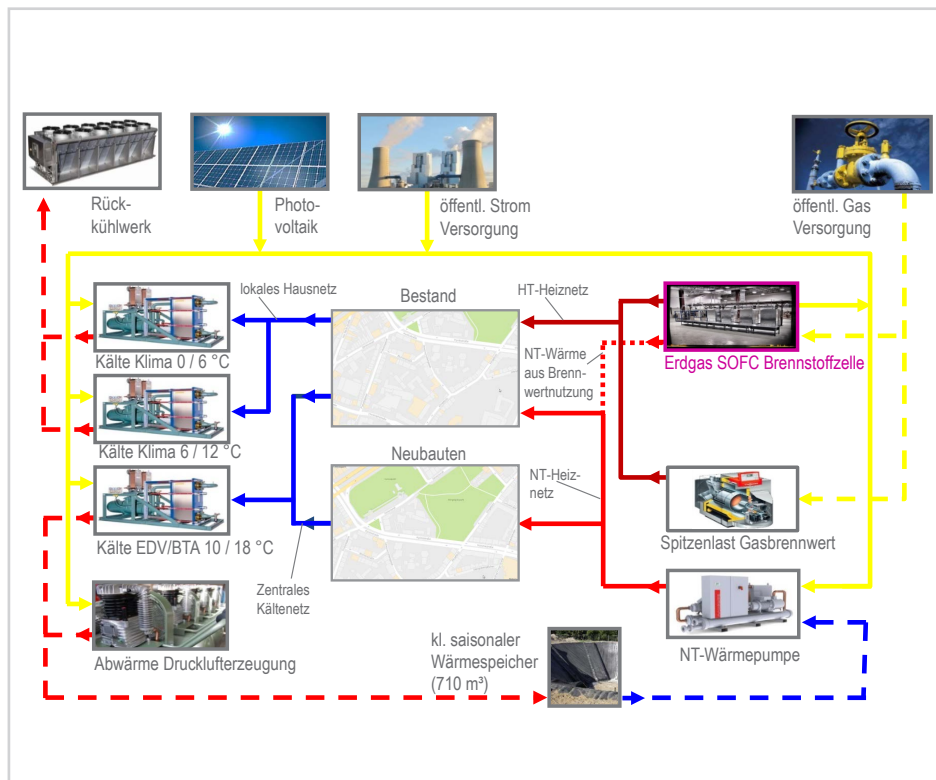 Rück-
kühlwerk
Photo-
voltaik
öffentl. Strom
Versorgung
öffentl. Gas
Versorgung
lokales Hausnetz
Bestand
HT-Heiznetz
Kälte Klima 0 / 6 °C
NT-Wärme
aus Brenn-
wertnutzung
Erdgas SOFC Brennstoffzelle
Kälte Klima 6 / 12 °C
Neubauten
NT-Heiz-
netz
Kälte EDV/BTA 10 / 18 °C
Spitzenlast Gasbrennwert
Zentrales
Kältenetz
Abwärme Drucklufterzeugung
kl. saisonaler
Wärmespeicher
(710 m³)
NT-Wärmepumpe